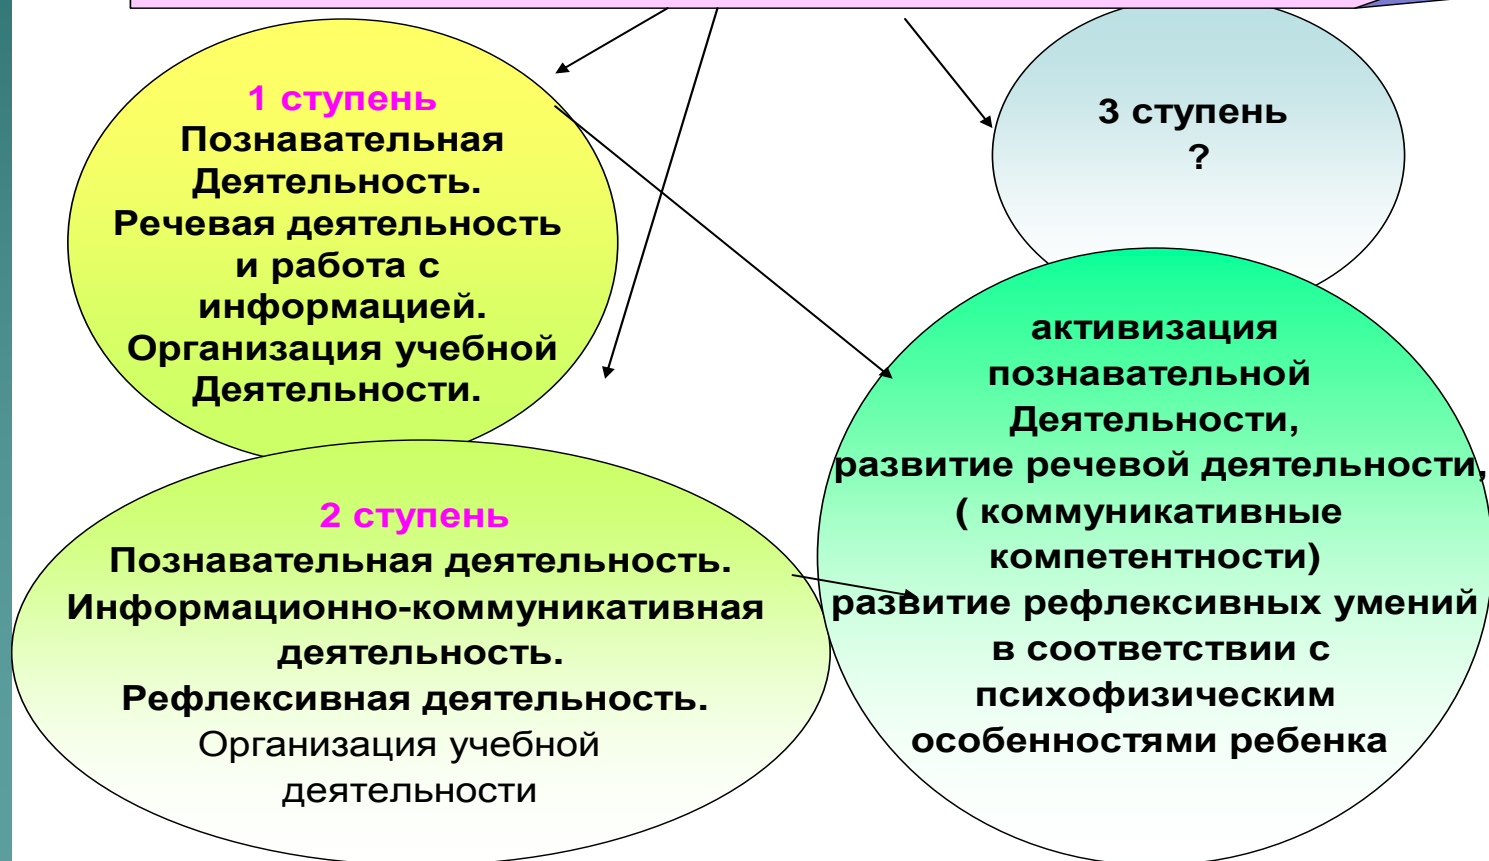 1 ступень
Познавательная
Деятельность.
Речевая деятельность
и работа с
информацией.
Организация учебной
Деятельности.
3 ступень
?
2 ступень
Познавательная деятельность.
Информационно-коммуникативная
деятельность.
Рефлексивная деятельность.
Организация учебной
деятельности
активизация
познавательной
Деятельности,
развитие речевой деятельности,
( коммуникативные
компетентности)
развитие рефлексивных умений
в соответствии с
психофизическим
особенностями ребенка